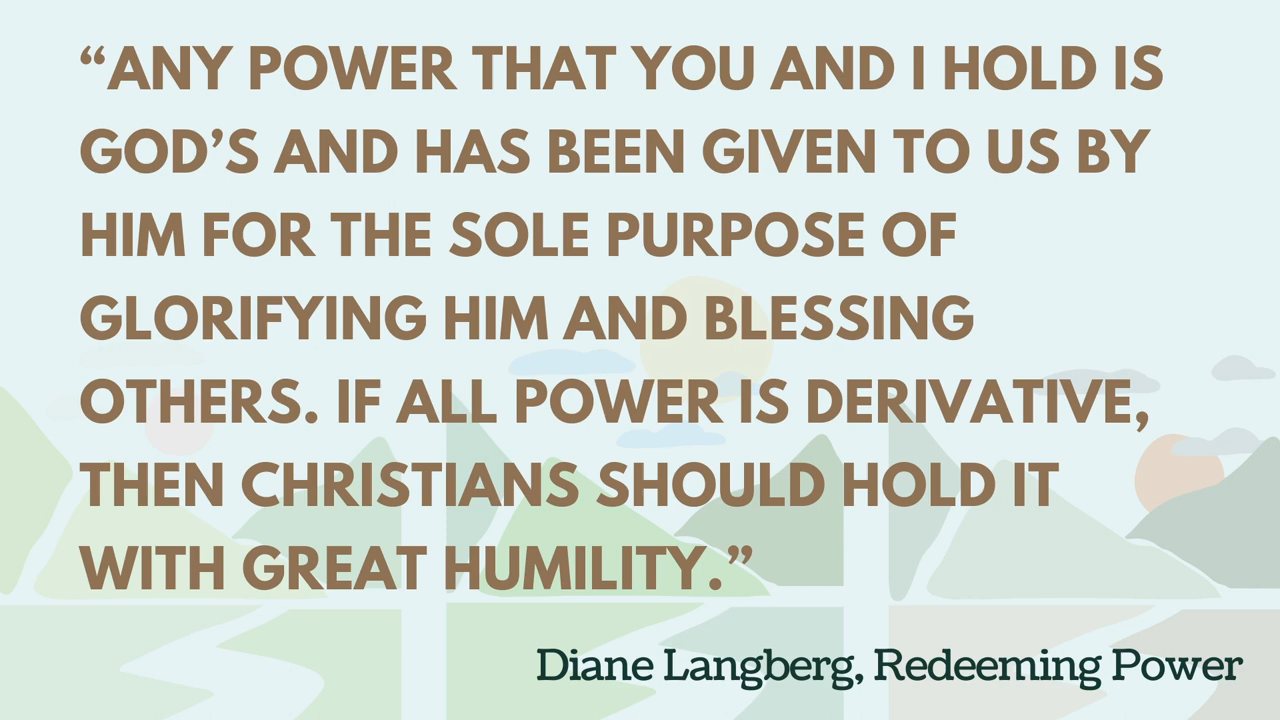 “ANY POWER THAT YOU AND I HOLD IS
GOD’S AND HAS BEEN GIVEN TO US BY
HIM FOR THE SOLE PURPOSE OF
GLORIFYING HIM AND BLESSING
OTHERS. IF ALL POWER IS DERIVATIVE,
THEN CHRISTIANS SHOULD HOLD IT
WITH GREAT HUMILITY.”
Diane Langberg, Redeeming Power